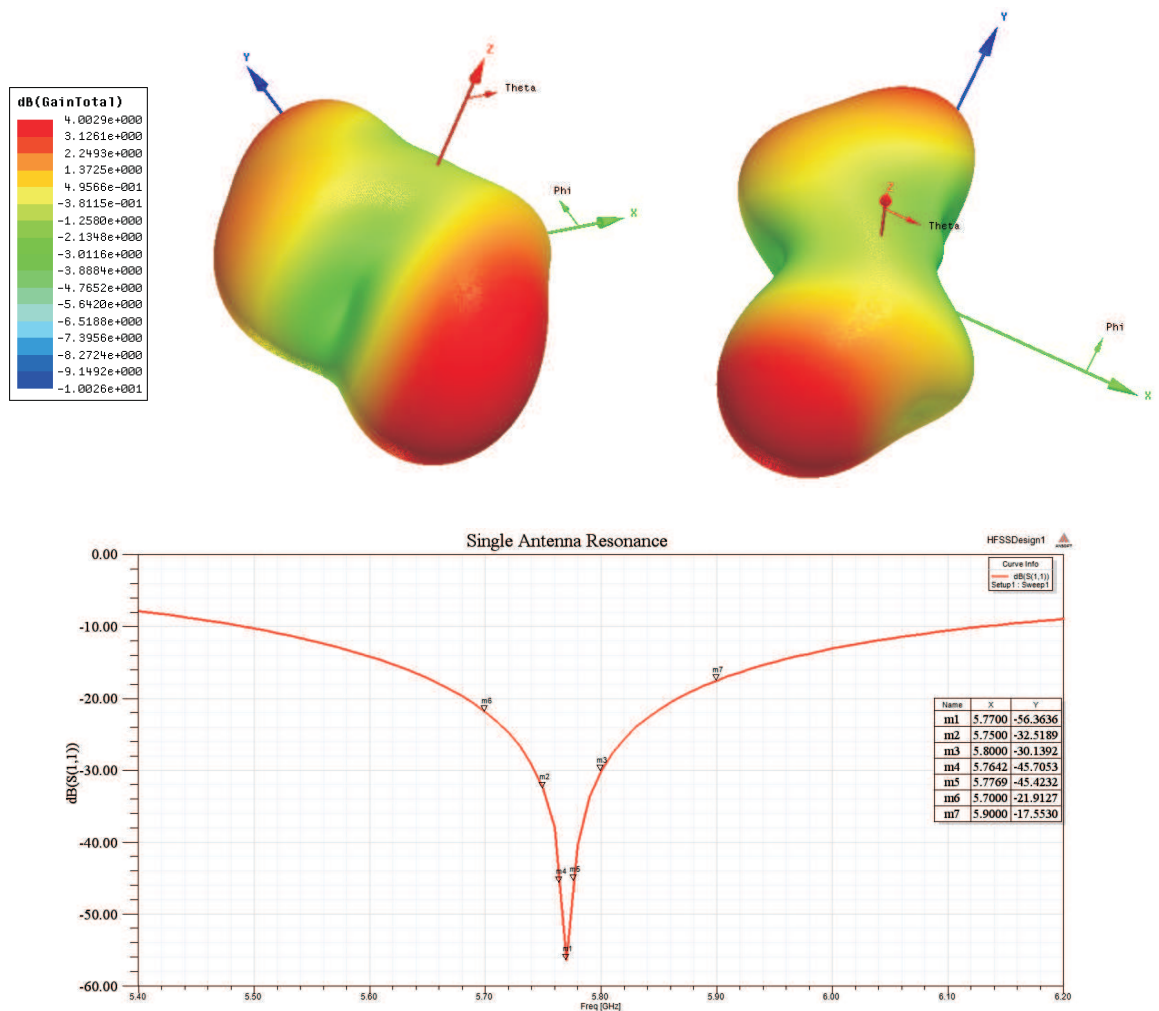 dB(GainTotal)
4.0029e+000
3.1261e+000
2.2493e+000
1.3725e+000
4.9566e-001
-3.8115e-001
-1.2580e+000
-2.1348e+000
-3.0116e+000
-3.8884e+000
-4.7652e+000
-5.6420e+000
-6.5188e+000
-7.3956e+000
-8.2724e+000
-9.1492e+000
-1.0026e+001
Y
Z
Theta
Phi
X
Y
Theta
Phi
X
Single Antenna Resonance
HFSSDesign1
ANSOFT
Curve Info
dB(S(1,1))
Setup1 : Sweep1
dB(S(1,1))
0.00
-10.00
-20.00
-30.00
-40.00
-50.00
-60.00
m6
m7
m2
m3
m4
m5
m1
Name X Y
m1 5.7700 -56.3636
m2 5.7500 -32.5189
m3 5.8000 -30.1392
m4 5.7642 -45.7053
m5 5.7769 -45.4232
m6 5.7000 -21.9127
m7 5.9000 -17.5530
5.40 5.50 5.60 5.70 5.80 5.90 6.00 6.10 6.20
Freq [GHz]